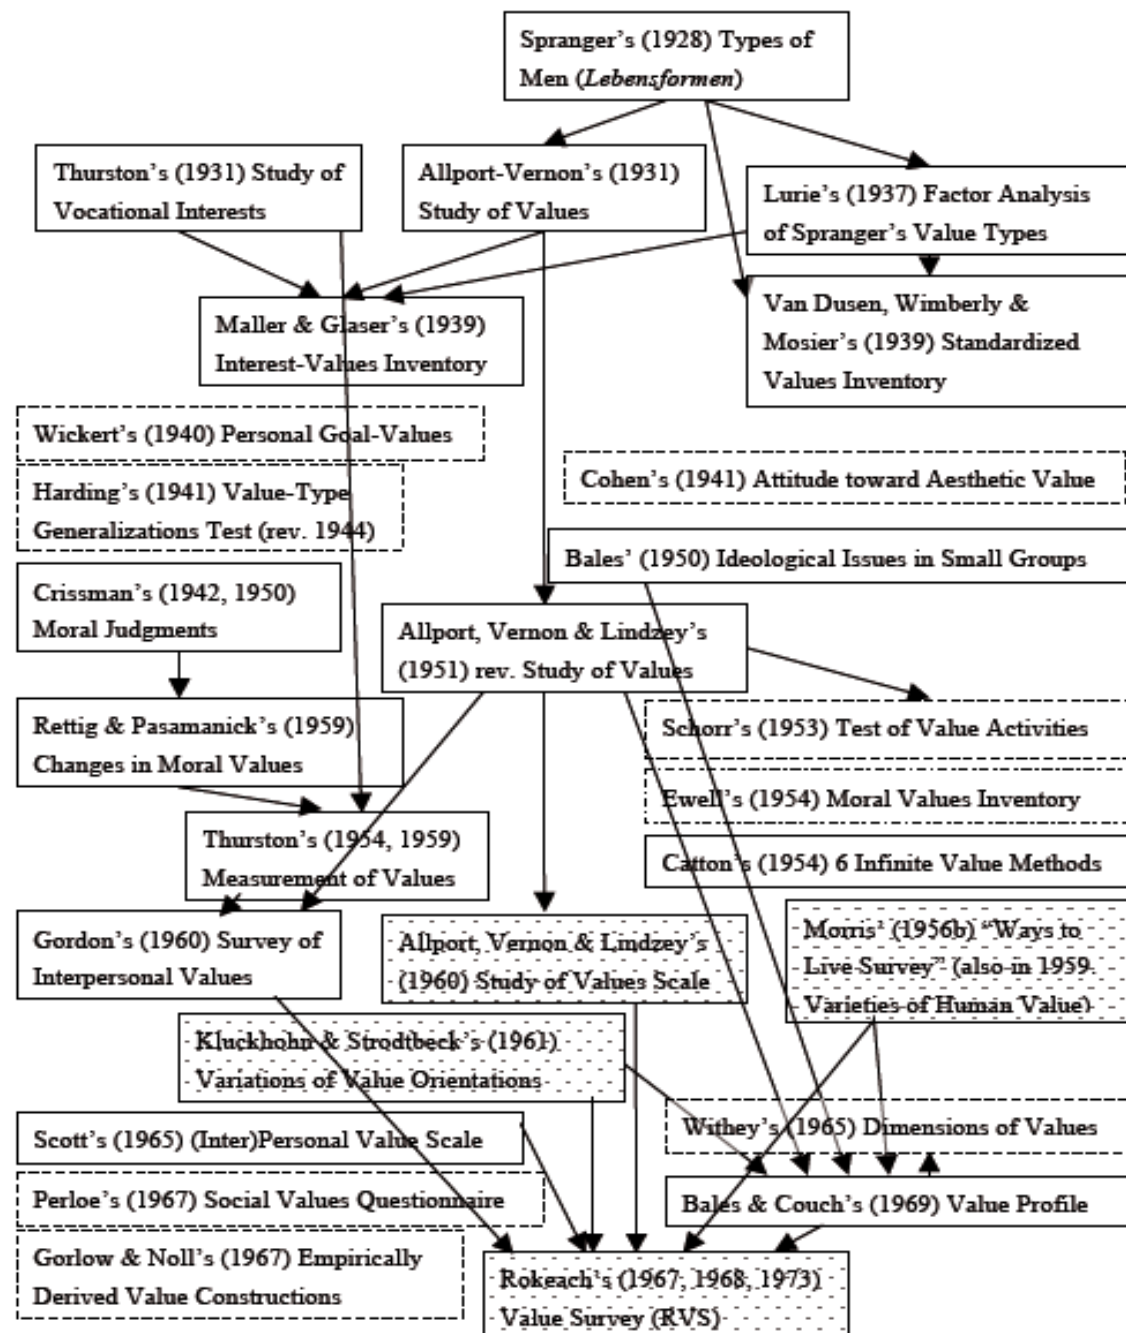 Spranger's (1928) Types of
Men (Lebensformen)
Thurston's (1931) Study of
Vocational Interests
Allport-Vernon's (1931)
Study of Values
Lurie's (1937) Factor Analysis
of Spranger's Value Types
Maller & Glaser's (1939)
Interest-Values Inventory
Van Dusen, Wimberly &
Mosier's (1939) Standardized
Values Inventory
Wickert's (1940) Personal Goal-Values
Harding's (1941) Value-Type
Generalizations Test (rev. 1944)
Cohen's (1941) Attitude toward Aesthetic Value
Bales' (1950) Ideological Issues in Small Groups
Crissman's (1942, 1950)
Moral Judgments
Allport, Vernon & Lindzey's
(1951) rev. Study of Values
Rettig & Pasamanick's (1959)
Changes in Moral Values
Schorr's (1953) Test of Value Activities
Ewell's (1954) Moral Values Inventory
Thurston's (1954, 1959)
Measurement of Values
Catton's (1954) 6 Infinite Value Methods
Gordon's (1960) Survey of
Interpersonal Values
Allport, Vernon & Lindzey's
(1960) Study of Values Scale
Morris' (1956b) “Ways to
Live Survey” (also in 1959
Varieties of Human Value)
Kluckhohn & Strodtbeck's (1961)
Variations of Value Orientations
Scott's (1965) (Inter)Personal Value Scale
Withey's (1965) Dimensions of Values
Perloe's (1967) Social Values Questionnaire
Bales & Couch's (1969) Value Profile
Gorlow & Noll's (1967) Empirically
Derived Value Constructions
Rokeach's (1967, 1968, 1973)
Value Survey (RVS)